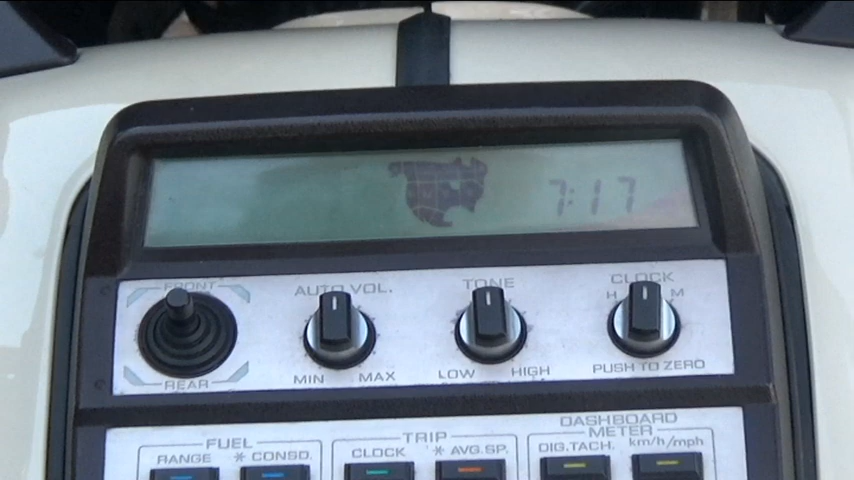 7:17
FRONT
REAR
AUTO VOL.
MIN MAX
TONE
LOW HIGH
CLOCK
H M
PUSH TO ZERO
FUEL
RANGE * CONSD.
TRIP
CLOCK * AVG.SP.
DASHBOARD
METER
DIG.TACH. km/h/mph